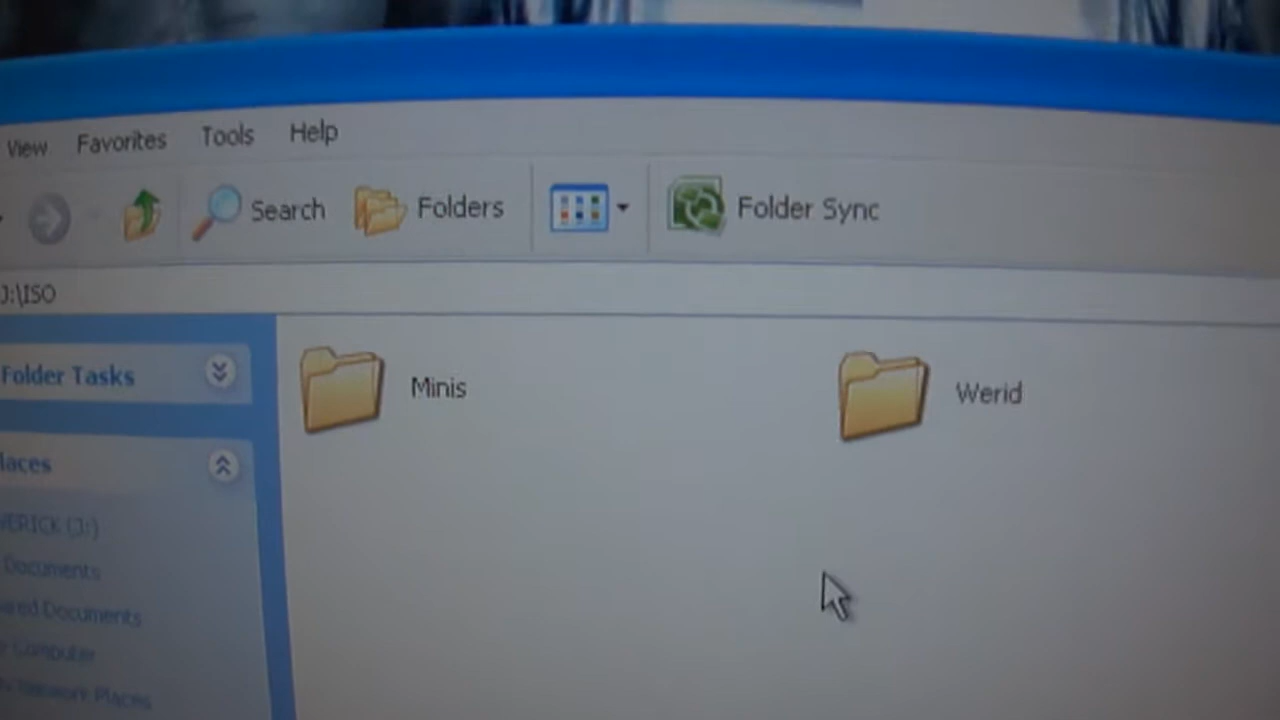 View Favorites Tools Help
Search Folders Folder Sync
J:\ISO
Folder Tasks
Minis
Werid
laces
VERICK (J:)
Documents
ared Documents
Computer
Network Places